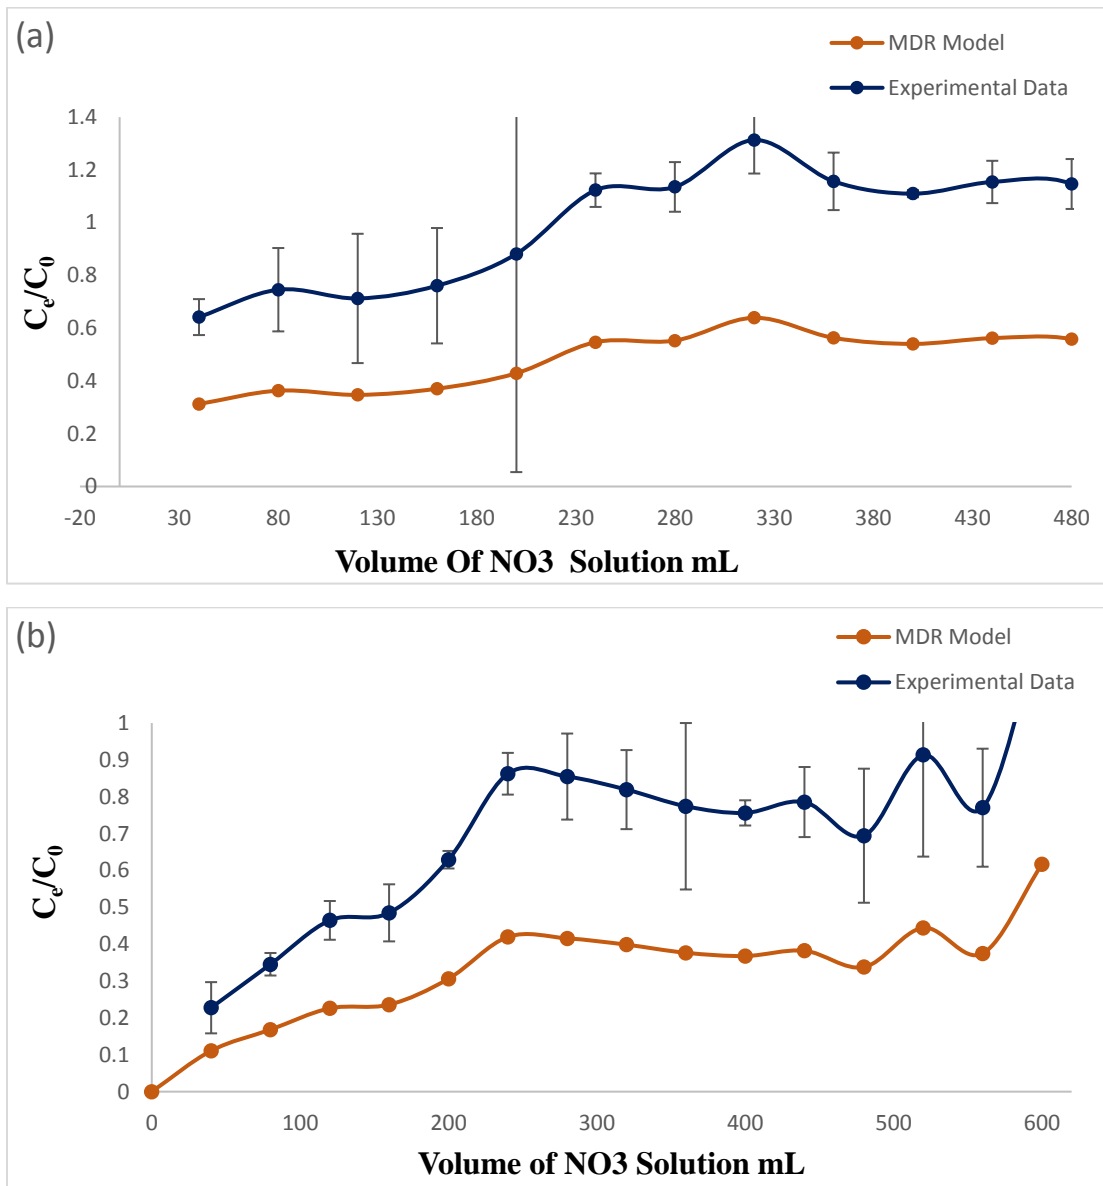 (a)
MDR Model
Experimental Data
1.4
1.2
1
0.8
0.6
0.4
0.2
0
Ce/C0
-20 30 80 130 180 230 280 330 380 430 480
Volume Of NO3 Solution mL
(b)
MDR Model
Experimental Data
1
0.9
0.8
0.7
0.6
0.5
0.4
0.3
0.2
0.1
0
Ce/C0
0 100 200 300 400 500 600
Volume of NO3 Solution mL